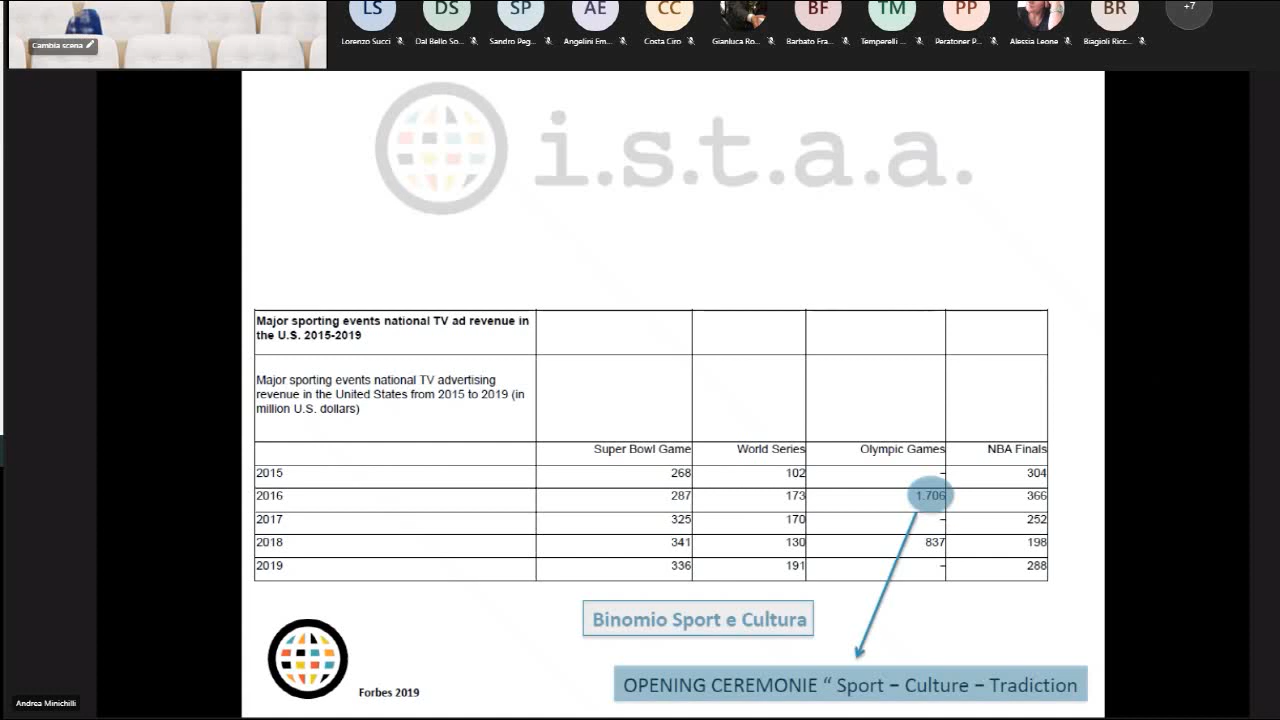 LS DS SP AE CC BF TM PP BR +7
Cambia scena
Lorenzo Succi Dal Bello So... Sandro Peg... Angelini Em... Costa Ciro Gianluca Ro... Barbato Fra... Temperelli ... Peratoner P... Alessia Leone Biagioli Ricc...
i.s.t.a.a.
Major sporting events national TV ad revenue in
the U.S. 2015-2019
Major sporting events national TV advertising
revenue in the United States from 2015 to 2019 (in
million U.S. dollars)
Super Bowl Game World Series Olympic Games NBA Finals
2015 268 102 – 304
2016 287 173 1.706 366
2017 325 170 – 252
2018 341 130 837 198
2019 336 191 – 288
Binomio Sport e Cultura
OPENING CEREMONIE “ Sport – Culture – Tradiction
Forbes 2019
Andrea Minichilli